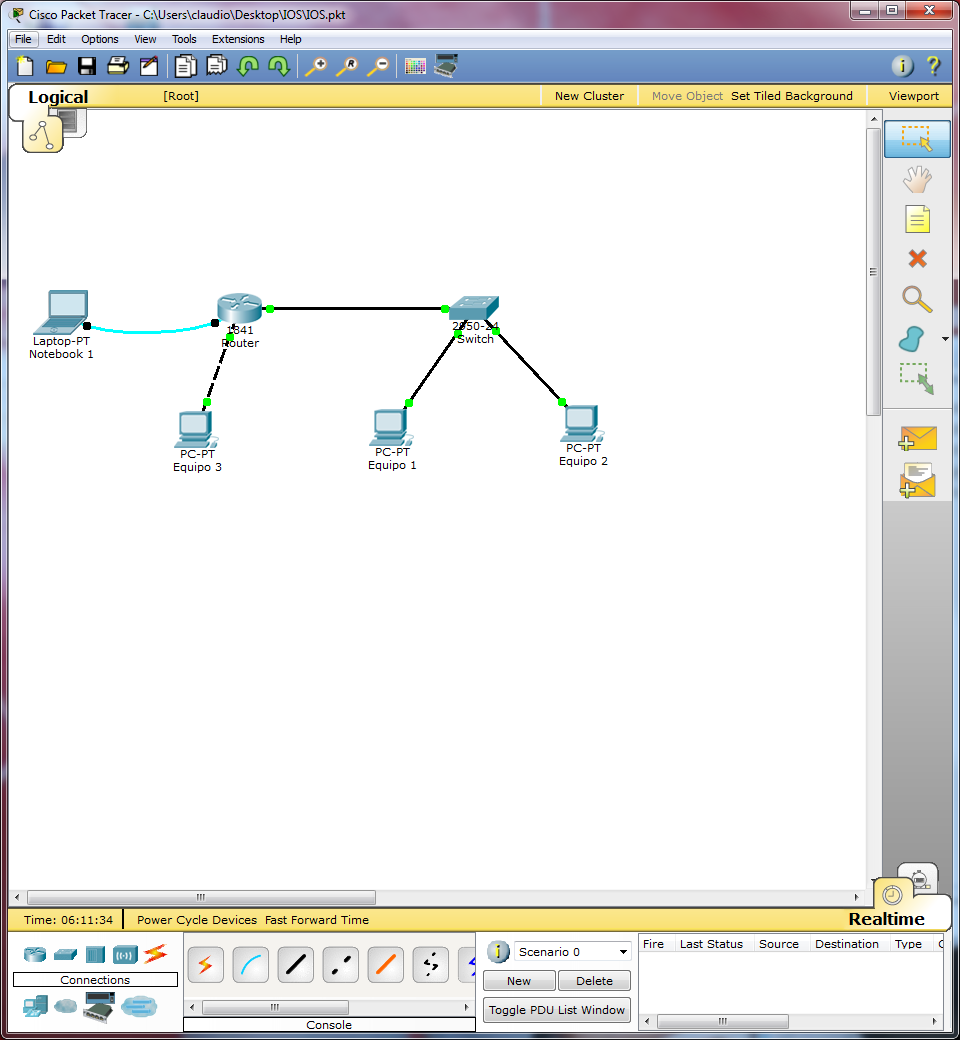 Cisco Packet Tracer - C:\Users\claudio\Desktop\IOS\IOS.pkt
File Edit Options View Tools Extensions Help
Logical [Root] New Cluster Move Object Set Tiled Background Viewport
1841
Router
2950-24
Switch
Laptop-PT
Notebook 1
PC-PT
Equipo 3
PC-PT
Equipo 1
PC-PT
Equipo 2
Realtime
Time: 06:11:34 Power Cycle Devices Fast Forward Time
Connections
Console
Scenario 0
New Delete
Toggle PDU List Window
Fire Last Status Source Destination Type C